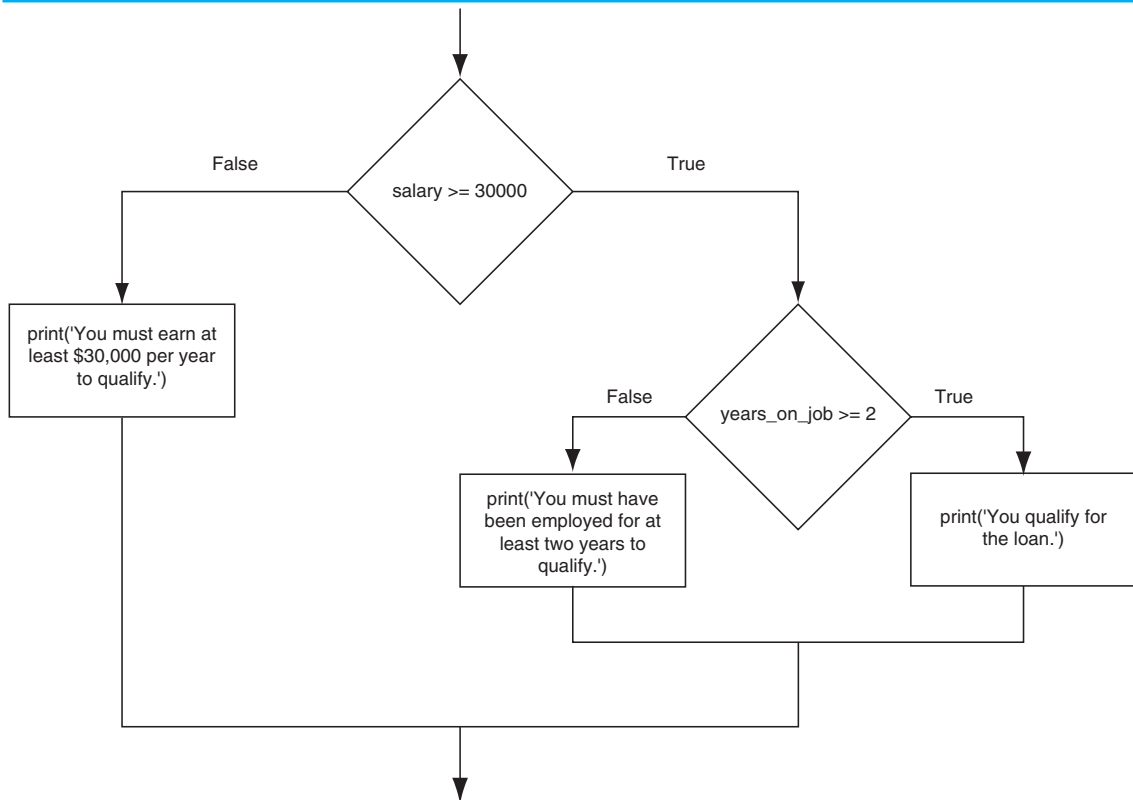 False
True
salary >= 30000
print('You must earn at
least $30,000 per year
to qualify.')
False
True
years_on_job >= 2
print('You must have
been employed for at
least two years to
qualify.')
print('You qualify for
the loan.')